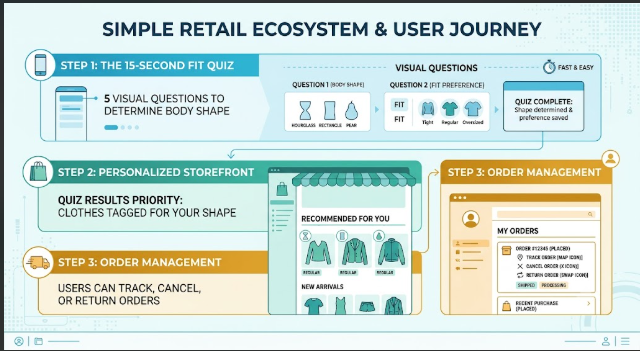 SIMPLE RETAIL ECOSYSTEM & USER JOURNEY
STEP 1: THE 15-SECOND FIT QUIZ
5 VISUAL QUESTIONS TO
DETERMINE BODY SHAPE
VISUAL QUESTIONS
FAST & EASY
QUESTION 1 (BODY SHAPE)
HOURGLASS RECTANGLE PEAR
QUESTION 2 (FIT PREFERENCE)
FIT
FIT
Tight Regular Oversized
QUIZ COMPLETE:
Shape determined &
preference saved
STEP 2: PERSONALIZED STOREFRONT
QUIZ RESULTS PRIORITY:
CLOTHES TAGGED FOR YOUR SHAPE
RECOMMENDED FOR YOU
REGULAR REGULAR REGULAR
NEW ARRIVALS
STEP 3: ORDER MANAGEMENT
USERS CAN TRACK, CANCEL,
OR RETURN ORDERS
STEP 3: ORDER MANAGEMENT
MY ORDERS
ORDER #12345 (PLACED)
TRACK ORDER [MAP ICON]
CANCEL ORDER [X ICON]
RETURN ORDER [SWAP ICON]
SHIPPED PROCESSING
RECENT PURCHASE
(PLACED)